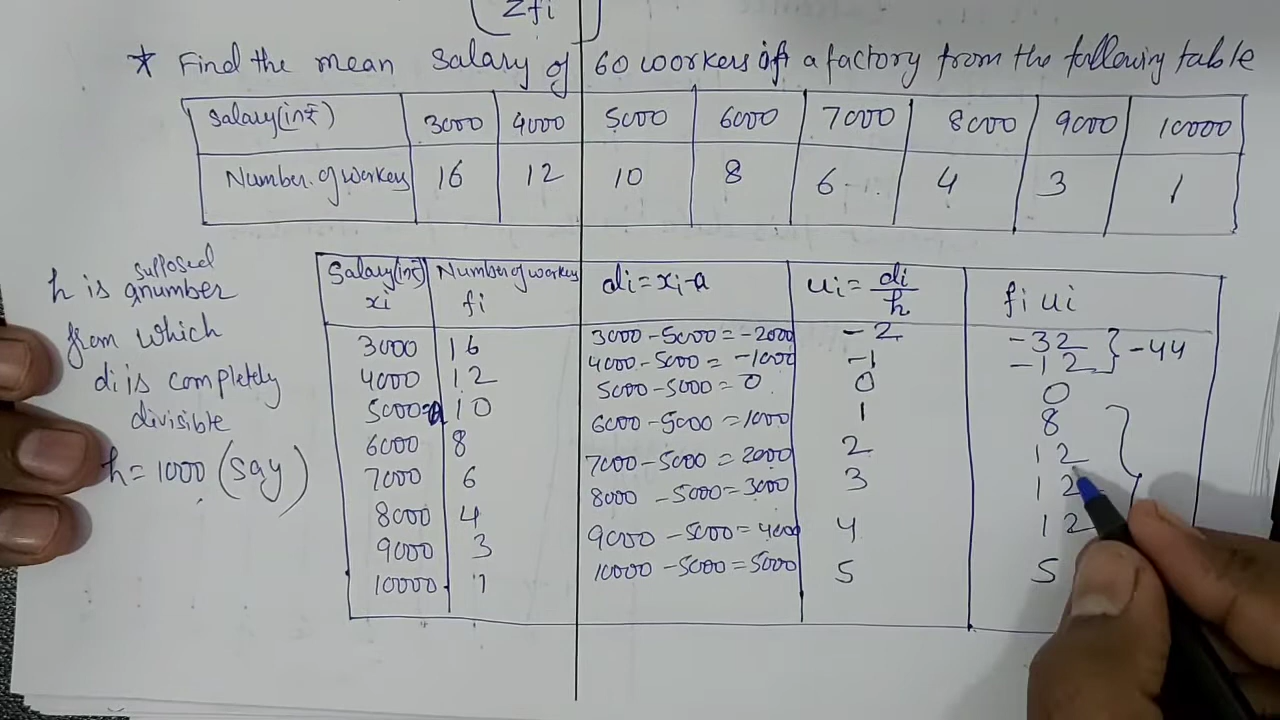 Σfi
* Find the mean salary of 60 workers of a factory from the following table
Salary(in ₹) 3000 4000 5000 6000 7000 8000 9000 10000
Number.of workey 16 12 10 8 6 4 3 1
h is supposed a number
from which
di is completely
divisible
h = 1000 (say)
Salary(in ₹) xi Number of workey fi di = xi - a ui = di/h fi ui
3000 16 3000 - 5000 = -2000 -2 -32
4000 12 4000 - 5000 = -1000 -1 -12 } -44
5000=a 10 5000 - 5000 = 0 0 0
6000 8 6000 - 5000 = 1000 1 8
7000 6 7000 - 5000 = 2000 2 12
8000 4 8000 - 5000 = 3000 3 12
9000 3 9000 - 5000 = 4000 4 12
10000 1 10000 - 5000 = 5000 5 5